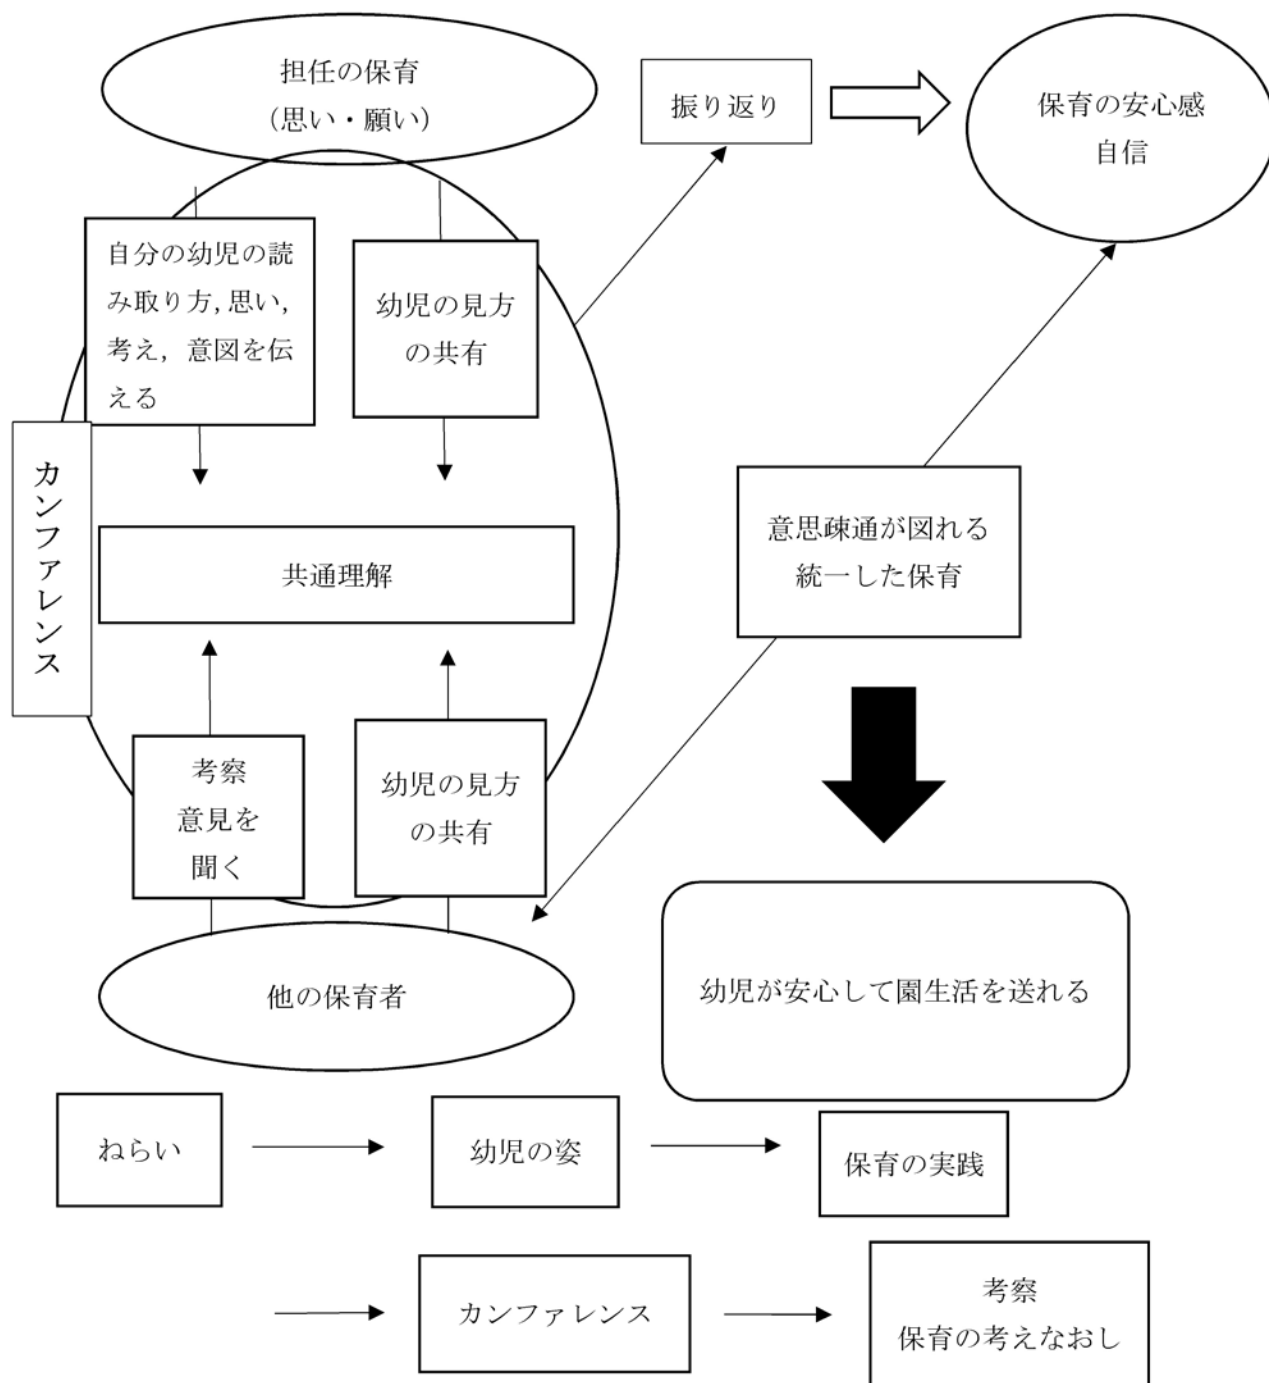 担任の保育
（思い・願い）
振り返り
保育の安心感
自信
自分の幼児の読
み取り方,思い,
考え，意図を伝
える
幼児の見方
の共有
カンファレンス
共通理解
意思疎通が図れる
統一した保育
考察
意見を
聞く
幼児の見方
の共有
他の保育者
幼児が安心して園生活を送れる
ねらい
幼児の姿
保育の実践
カンファレンス
考察
保育の考えなおし